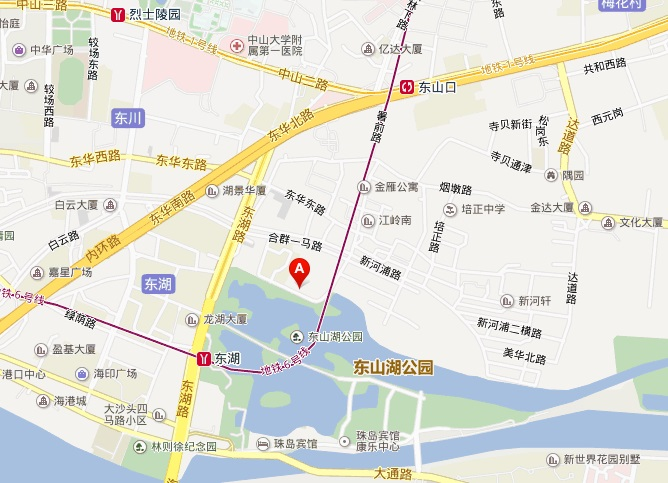 中山三路
烈士陵园
梅花村
怡庭
地铁1号线
中华广场
较场东路
中山大学附
属第一医院
亿达大厦
中山一路
地铁1号线
共和西路
大厦
较场西路
东山口
东川
东华北路
署前路
寺贝新街
松岗东
达道路
西元岗
东华西路
东华东路
寺贝通津
隅园
湖景华厦
金雁公寓
烟墩路
东华东路
白云大厦
东华南路
江岭南
培正中学
金达大厦
文化大厦
培正路
东湖路
合群一马路
白云路
内环路
新河浦路
嘉星广场
A
东湖
达道路
地铁6号线
新河轩
绿荫路
龙湖大厦
新河浦二横路
东山湖公园
盈基大厦
东湖
地铁6号线
美华北路
东山湖公园
港口中心
海印广场
东湖路
海港城
大沙头四
马路小区
林则徐纪念园
珠岛宾馆
珠岛宾馆
康乐中心
新世界花园别墅
大通路